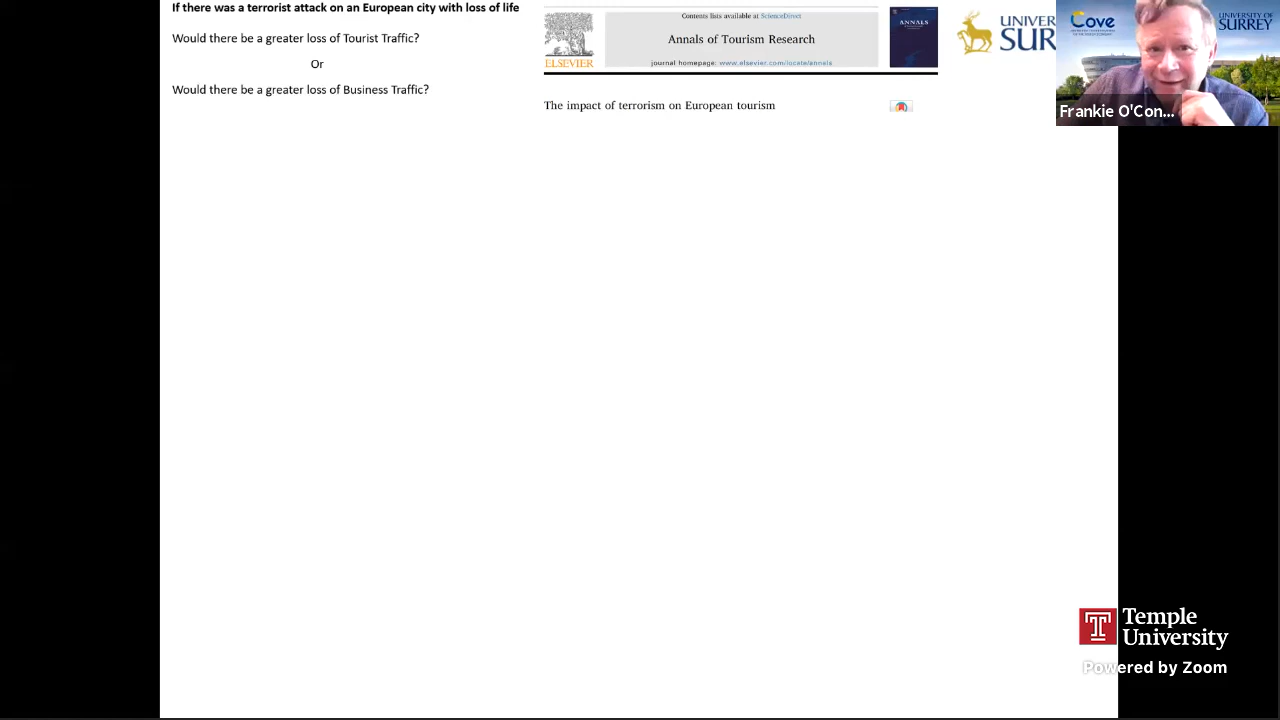 If there was a terrorist attack on an European city with loss of life
Would there be a greater loss of Tourist Traffic?
Or
Would there be a greater loss of Business Traffic?
Contents lists available at ScienceDirect
Annals of Tourism Research
journal homepage: www.elsevier.com/locate/annals
ELSEVIER
ANNALS
The impact of terrorism on European tourism
UNIVER
SUR
Cove
UNIVERSITY OF
SURREY
Frankie O'Con...
Temple
University
Powered by Zoom